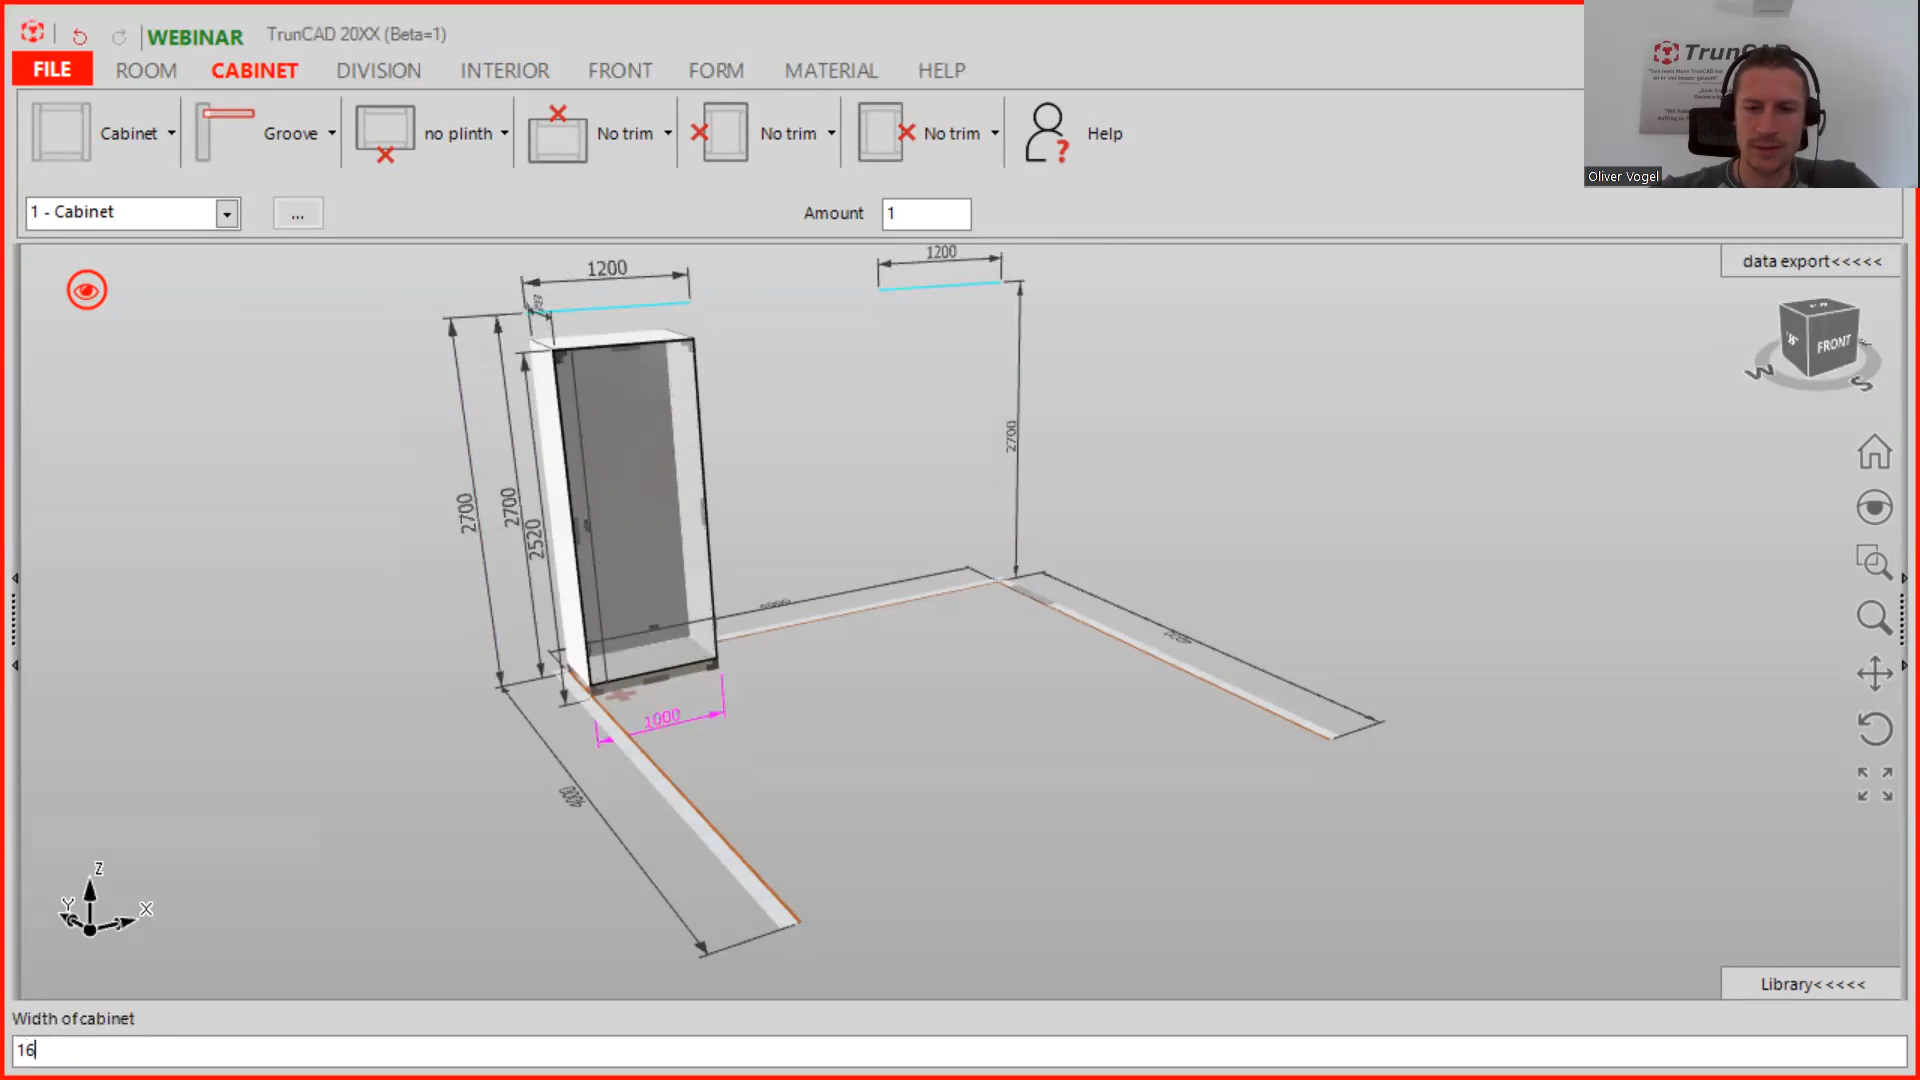 WEBINAR TrunCAD 20XX (Beta=1)
FILE ROOM CABINET DIVISION INTERIOR FRONT FORM MATERIAL HELP
Cabinet Groove no plinth No trim No trim No trim Help
1 - Cabinet ... Amount 1
TrunCAD
Oliver Vogel
data export<<<<<
1200
1200
FRONT
W
S
2700
2700
2700
2520
1000
4000
Z
Y
X
Library<<<<<
Width of cabinet
16